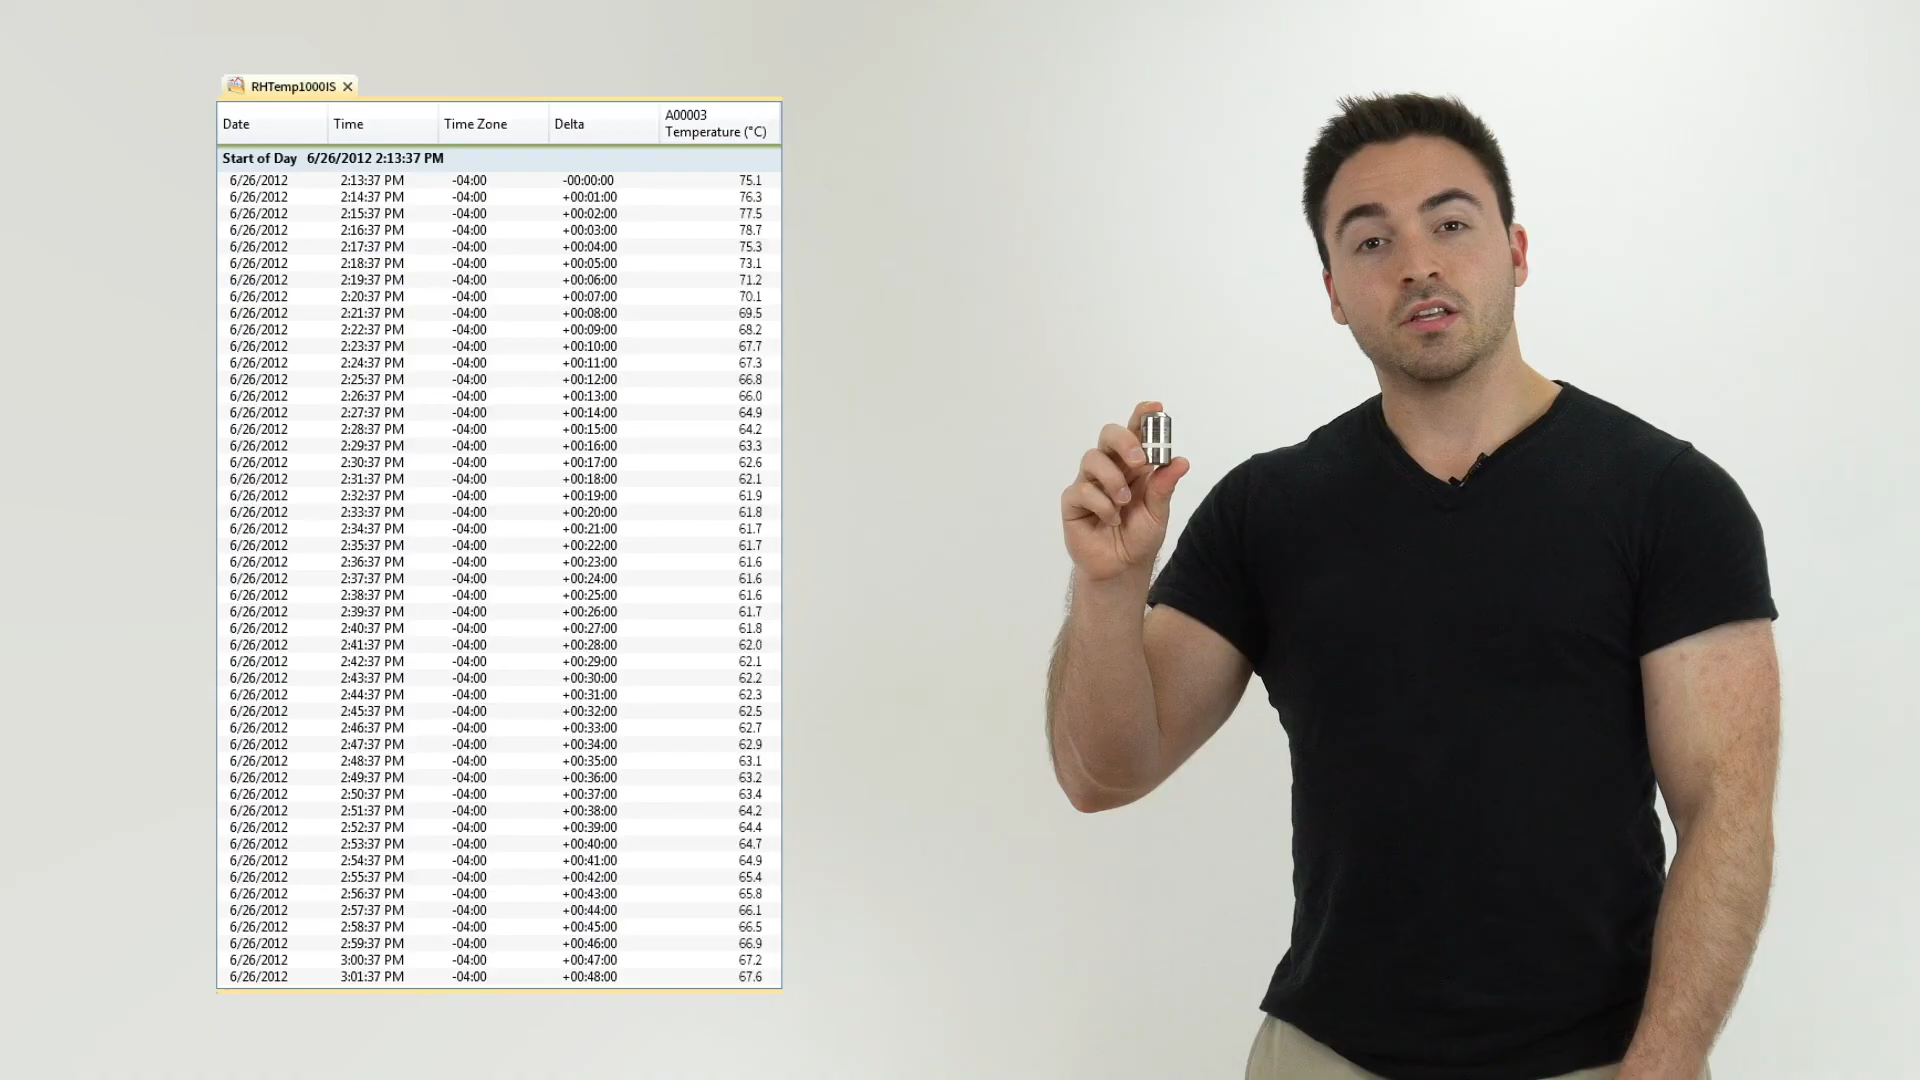 RHTemp1000IS
Date Time Time Zone Delta A00003 Temperature (°C)
Start of Day 6/26/2012 2:13:37 PM
6/26/2012 2:13:37 PM -04:00 -00:00:00 75.1
6/26/2012 2:14:37 PM -04:00 +00:01:00 76.3
6/26/2012 2:15:37 PM -04:00 +00:02:00 77.5
6/26/2012 2:16:37 PM -04:00 +00:03:00 78.7
6/26/2012 2:17:37 PM -04:00 +00:04:00 75.3
6/26/2012 2:18:37 PM -04:00 +00:05:00 73.1
6/26/2012 2:19:37 PM -04:00 +00:06:00 71.2
6/26/2012 2:20:37 PM -04:00 +00:07:00 70.1
6/26/2012 2:21:37 PM -04:00 +00:08:00 69.5
6/26/2012 2:22:37 PM -04:00 +00:09:00 68.2
6/26/2012 2:23:37 PM -04:00 +00:10:00 67.7
6/26/2012 2:24:37 PM -04:00 +00:11:00 67.3
6/26/2012 2:25:37 PM -04:00 +00:12:00 66.8
6/26/2012 2:26:37 PM -04:00 +00:13:00 66.0
6/26/2012 2:27:37 PM -04:00 +00:14:00 64.9
6/26/2012 2:28:37 PM -04:00 +00:15:00 64.2
6/26/2012 2:29:37 PM -04:00 +00:16:00 63.3
6/26/2012 2:30:37 PM -04:00 +00:17:00 62.6
6/26/2012 2:31:37 PM -04:00 +00:18:00 62.1
6/26/2012 2:32:37 PM -04:00 +00:19:00 61.9
6/26/2012 2:33:37 PM -04:00 +00:20:00 61.8
6/26/2012 2:34:37 PM -04:00 +00:21:00 61.7
6/26/2012 2:35:37 PM -04:00 +00:22:00 61.7
6/26/2012 2:36:37 PM -04:00 +00:23:00 61.6
6/26/2012 2:37:37 PM -04:00 +00:24:00 61.6
6/26/2012 2:38:37 PM -04:00 +00:25:00 61.6
6/26/2012 2:39:37 PM -04:00 +00:26:00 61.7
6/26/2012 2:40:37 PM -04:00 +00:27:00 61.8
6/26/2012 2:41:37 PM -04:00 +00:28:00 62.0
6/26/2012 2:42:37 PM -04:00 +00:29:00 62.1
6/26/2012 2:43:37 PM -04:00 +00:30:00 62.2
6/26/2012 2:44:37 PM -04:00 +00:31:00 62.3
6/26/2012 2:45:37 PM -04:00 +00:32:00 62.5
6/26/2012 2:46:37 PM -04:00 +00:33:00 62.7
6/26/2012 2:47:37 PM -04:00 +00:34:00 62.9
6/26/2012 2:48:37 PM -04:00 +00:35:00 63.1
6/26/2012 2:49:37 PM -04:00 +00:36:00 63.2
6/26/2012 2:50:37 PM -04:00 +00:37:00 63.4
6/26/2012 2:51:37 PM -04:00 +00:38:00 64.2
6/26/2012 2:52:37 PM -04:00 +00:39:00 64.4
6/26/2012 2:53:37 PM -04:00 +00:40:00 64.7
6/26/2012 2:54:37 PM -04:00 +00:41:00 64.9
6/26/2012 2:55:37 PM -04:00 +00:42:00 65.4
6/26/2012 2:56:37 PM -04:00 +00:43:00 65.8
6/26/2012 2:57:37 PM -04:00 +00:44:00 66.1
6/26/2012 2:58:37 PM -04:00 +00:45:00 66.5
6/26/2012 2:59:37 PM -04:00 +00:46:00 66.9
6/26/2012 3:00:37 PM -04:00 +00:47:00 67.2
6/26/2012 3:01:37 PM -04:00 +00:48:00 67.6